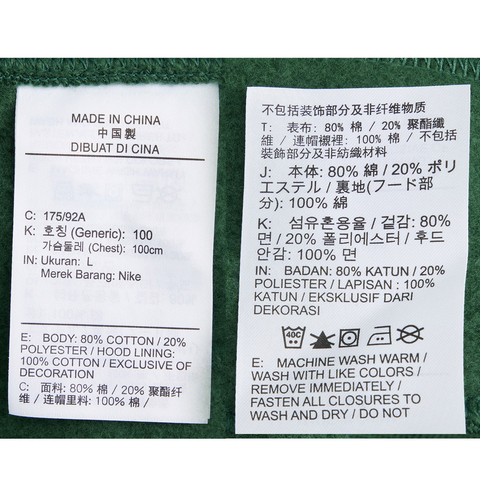 MADE IN CHINA
中 国 製
DIBUAT DI CINA
C: 175/92A
K: 호칭 (Generic): 100
가슴둘레 (Chest): 100cm
IN: Ukuran: L
Merek Barang: Nike
E: BODY: 80% COTTON / 20%
POLYESTER / HOOD LINING:
100% COTTON / EXCLUSIVE OF
DECORATION
C: 面料: 80% 棉 / 20% 聚酯纤
维 / 连帽里料: 100% 棉 /
不包括装饰部分及非纤维物质
T: 表布: 80% 棉 / 20% 聚酯纖
維 / 連帽襯裡: 100% 棉 / 不包括
裝飾部分及非紡織材料
J: 本体: 80% 綿 / 20% ポリ
エステル / 裏地(フード部
分): 100% 綿
K: 섬유혼용율 / 겉감: 80%
면 / 20% 폴리에스터 / 후드
안감: 100% 면
IN: BADAN: 80% KATUN / 20%
POLIESTER / LAPISAN : 100%
KATUN / EKSKLUSIF DARI
DEKORASI
40C
E: MACHINE WASH WARM /
WASH WITH LIKE COLORS /
REMOVE IMMEDIATELY /
FASTEN ALL CLOSURES TO
WASH AND DRY / DO NOT